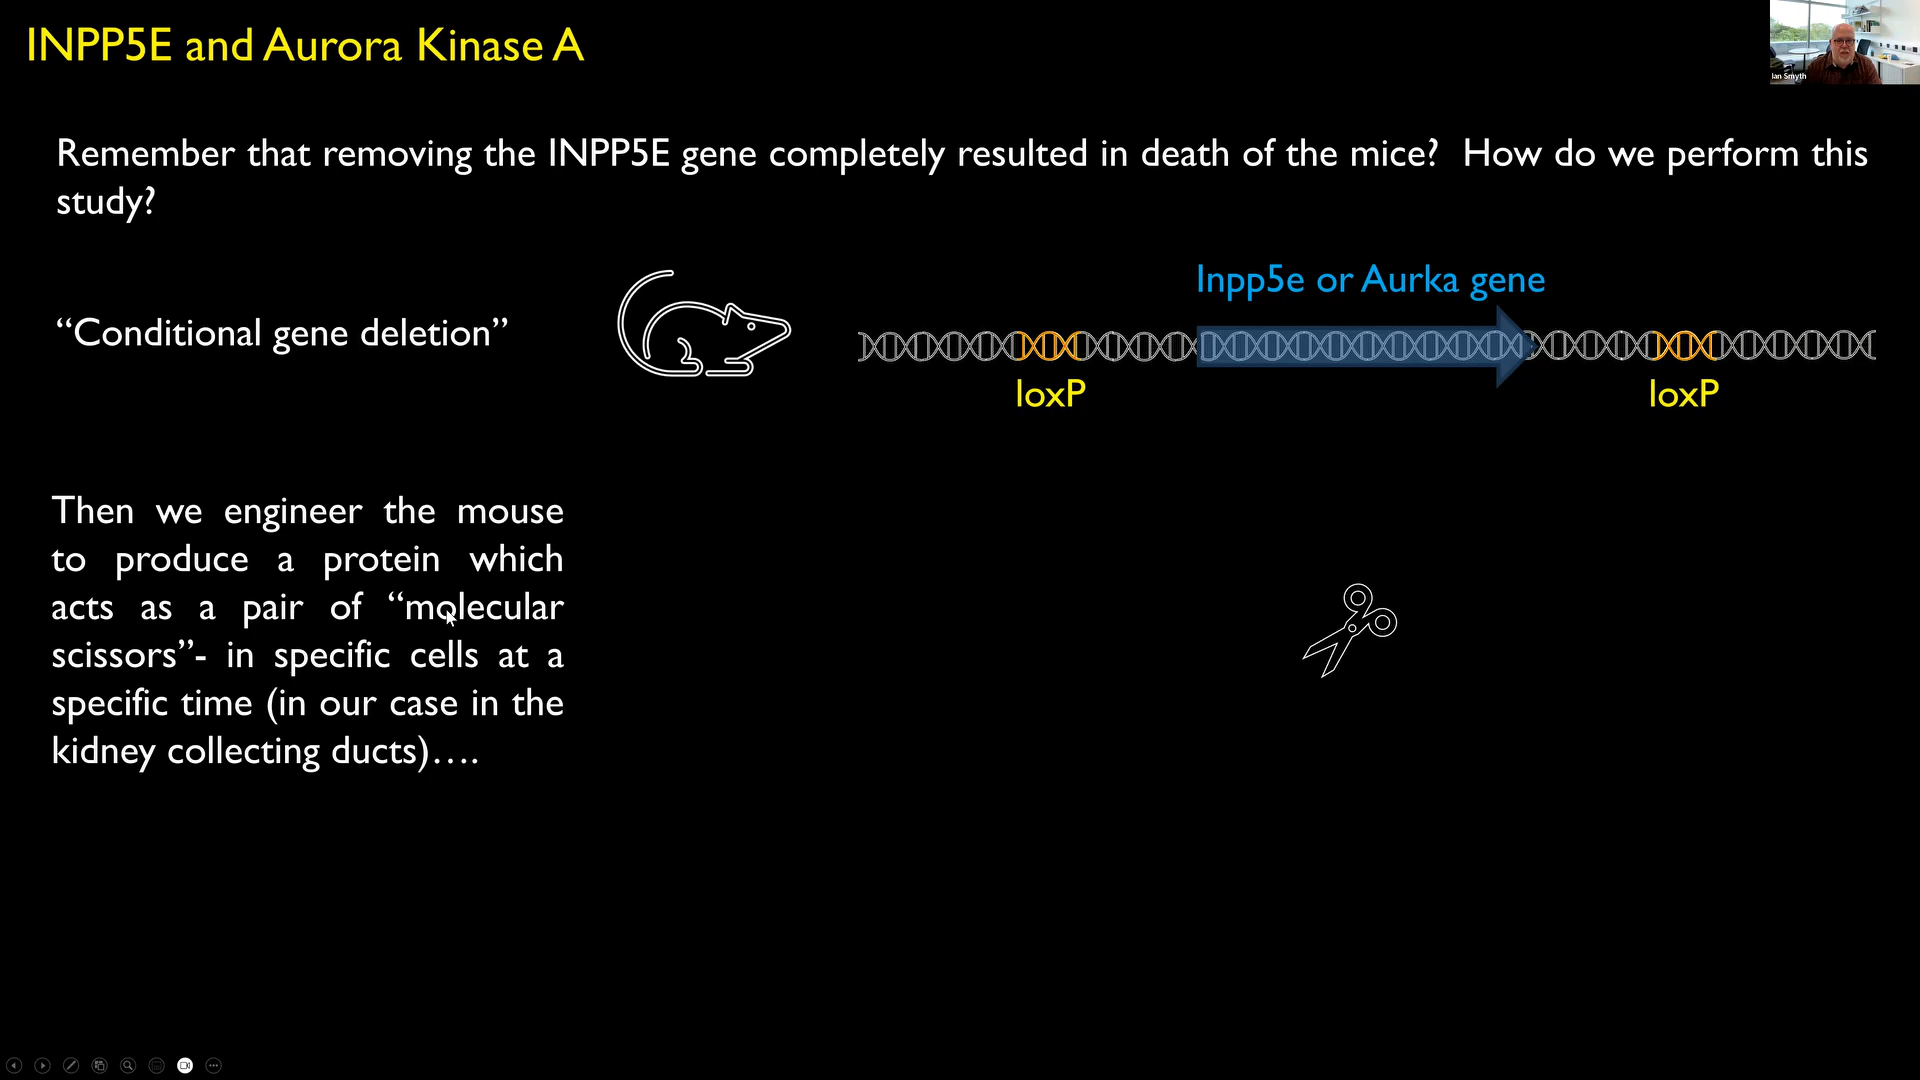 INPP5E and Aurora Kinase A
Ian Smyth
Remember that removing the INPP5E gene completely resulted in death of the mice? How do we perform this
study?
Inpp5e or Aurka gene
“Conditional gene deletion”
loxP
loxP
Then we engineer the mouse
to produce a protein which
acts as a pair of “molecular
scissors”- in specific cells at a
specific time (in our case in the
kidney collecting ducts)….